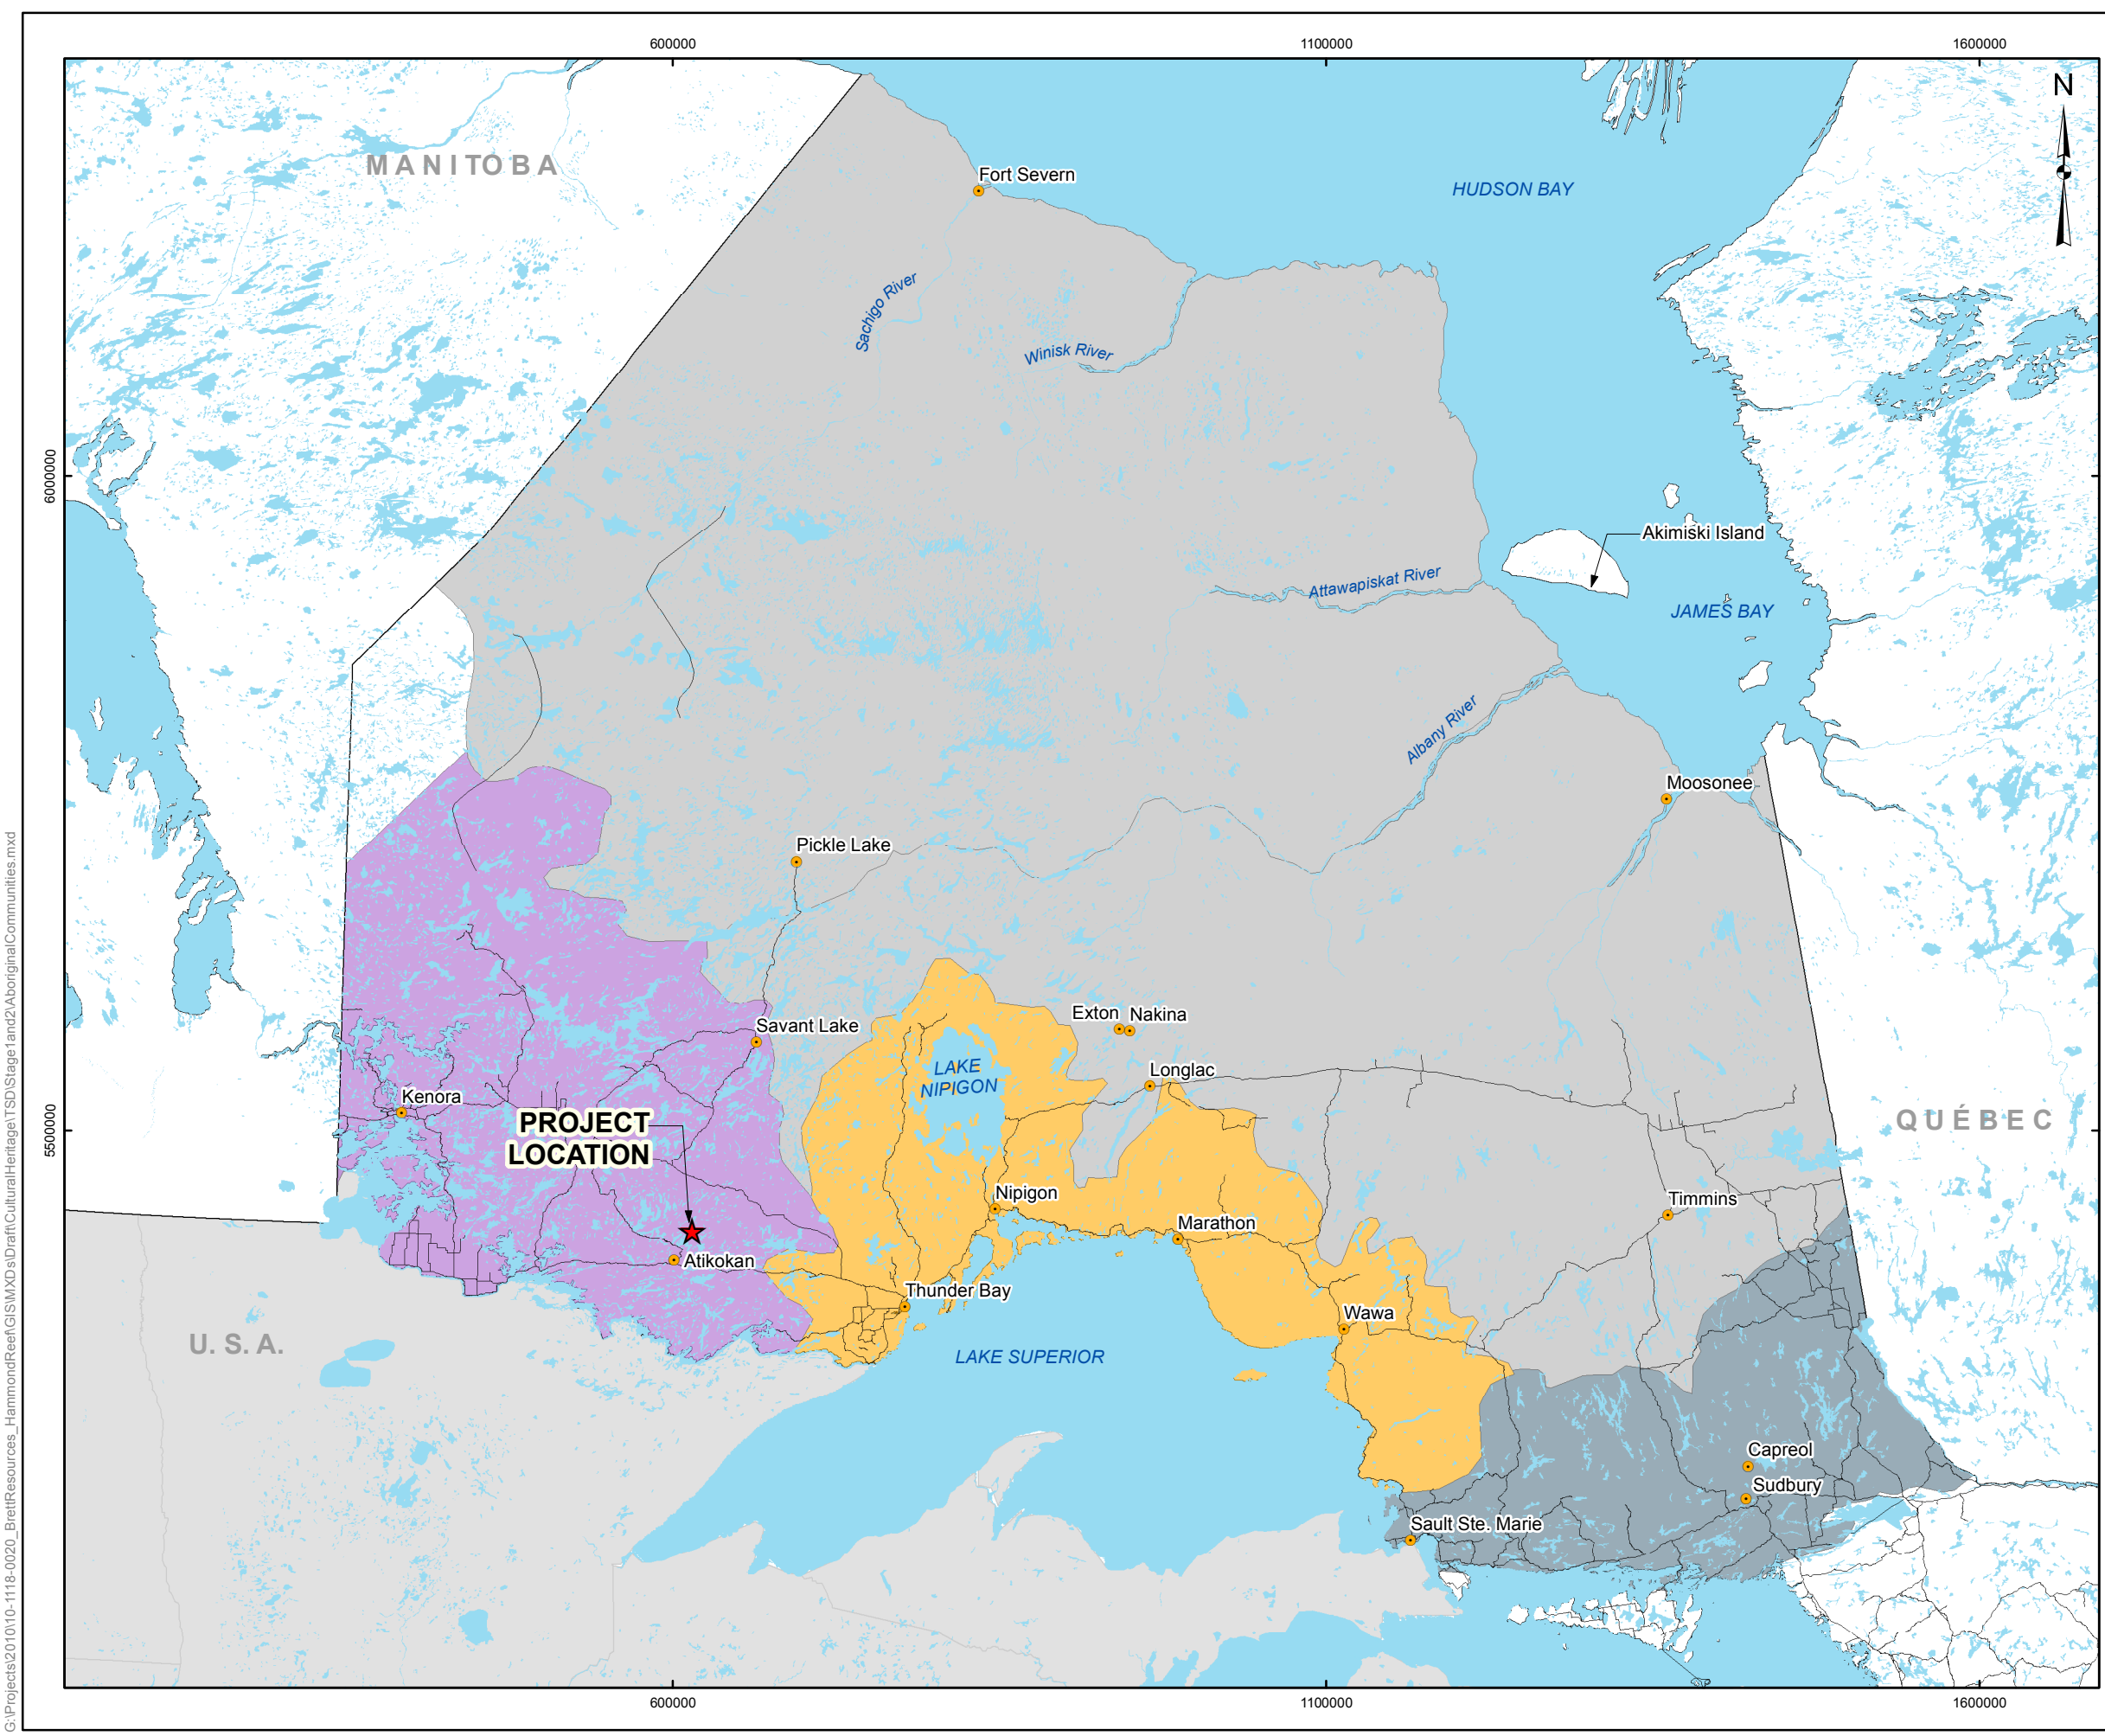 600000
1100000
1600000
N
MANITOBA
Fort Severn
HUDSON BAY
Sachigo River
Winisk River
6000000
Akimiski Island
Attawapiskat River
JAMES BAY
Albany River
Moosonee
Pickle Lake
Savant Lake
Exton
Nakina
LAKE
NIPIGON
Longlac
Kenora
PROJECT
LOCATION
5500000
QUÉBEC
Nipigon
Timmins
Marathon
Atikokan
Thunder Bay
Wawa
U. S. A.
LAKE SUPERIOR
Capreol
Sudbury
Sault Ste. Marie
600000
1100000
1600000
G:\Projects\2010\10-1118-0020_BrettResources_HammondReef\GIS\MXDs\Draft\CulturalHeritage\TSD\Stage1and2\AboriginalCommunities.mxd